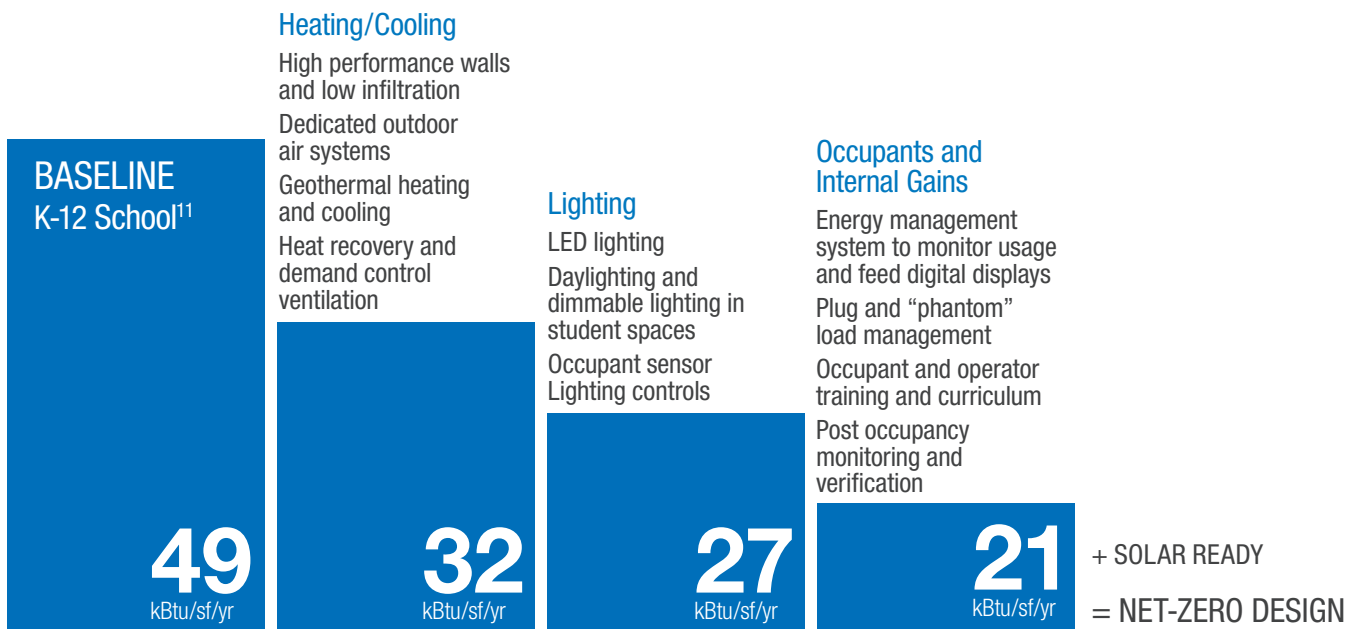 BASELINE
K-12 School11
49
kBtu/sf/yr
Heating/Cooling
High performance walls
and low infiltration
Dedicated outdoor
air systems
Geothermal heating
and cooling
Heat recovery and
demand control
ventilation
32
kBtu/sf/yr
Lighting
LED lighting
Daylighting and
dimmable lighting in
student spaces
Occupant sensor
Lighting controls
27
kBtu/sf/yr
Occupants and
Internal Gains
Energy management
system to monitor usage
and feed digital displays
Plug and “phantom”
load management
Occupant and operator
training and curriculum
Post occupancy
monitoring and
verification
21
kBtu/sf/yr
+ SOLAR READY
= NET-ZERO DESIGN